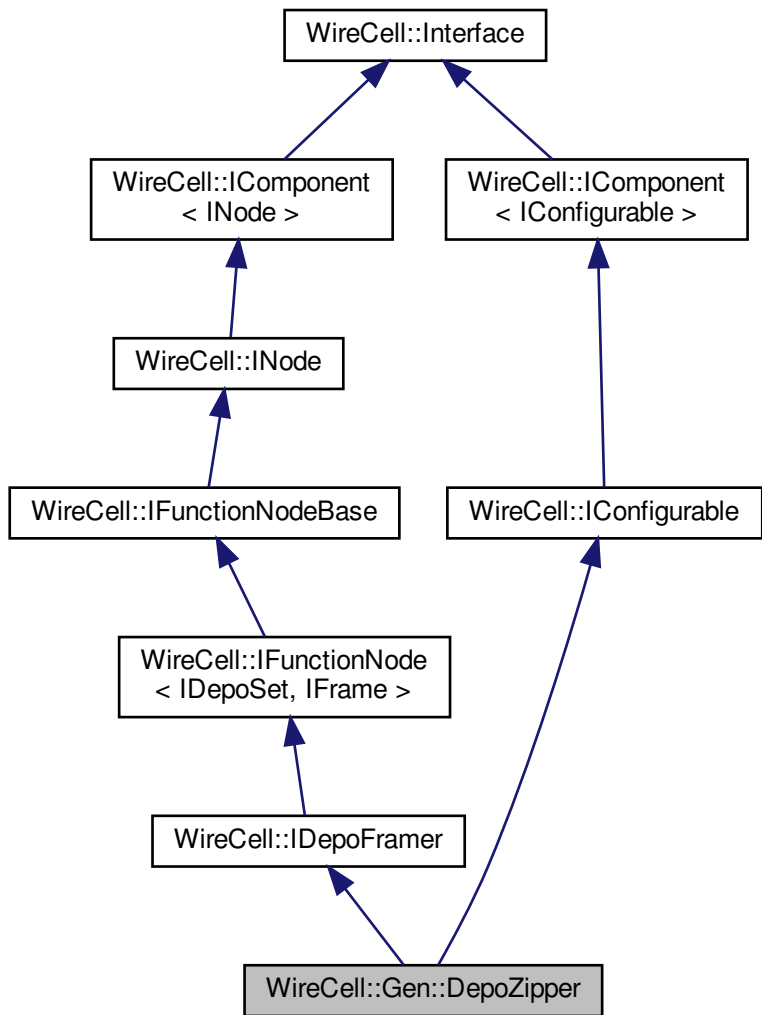 WireCell::Interface
WireCell::IComponent
< INode >
WireCell::IComponent
< IConfigurable >
WireCell::INode
WireCell::IFunctionNodeBase
WireCell::IConfigurable
WireCell::IFunctionNode
< IDepoSet, IFrame >
WireCell::IDepoFramer
WireCell::Gen::DepoZipper